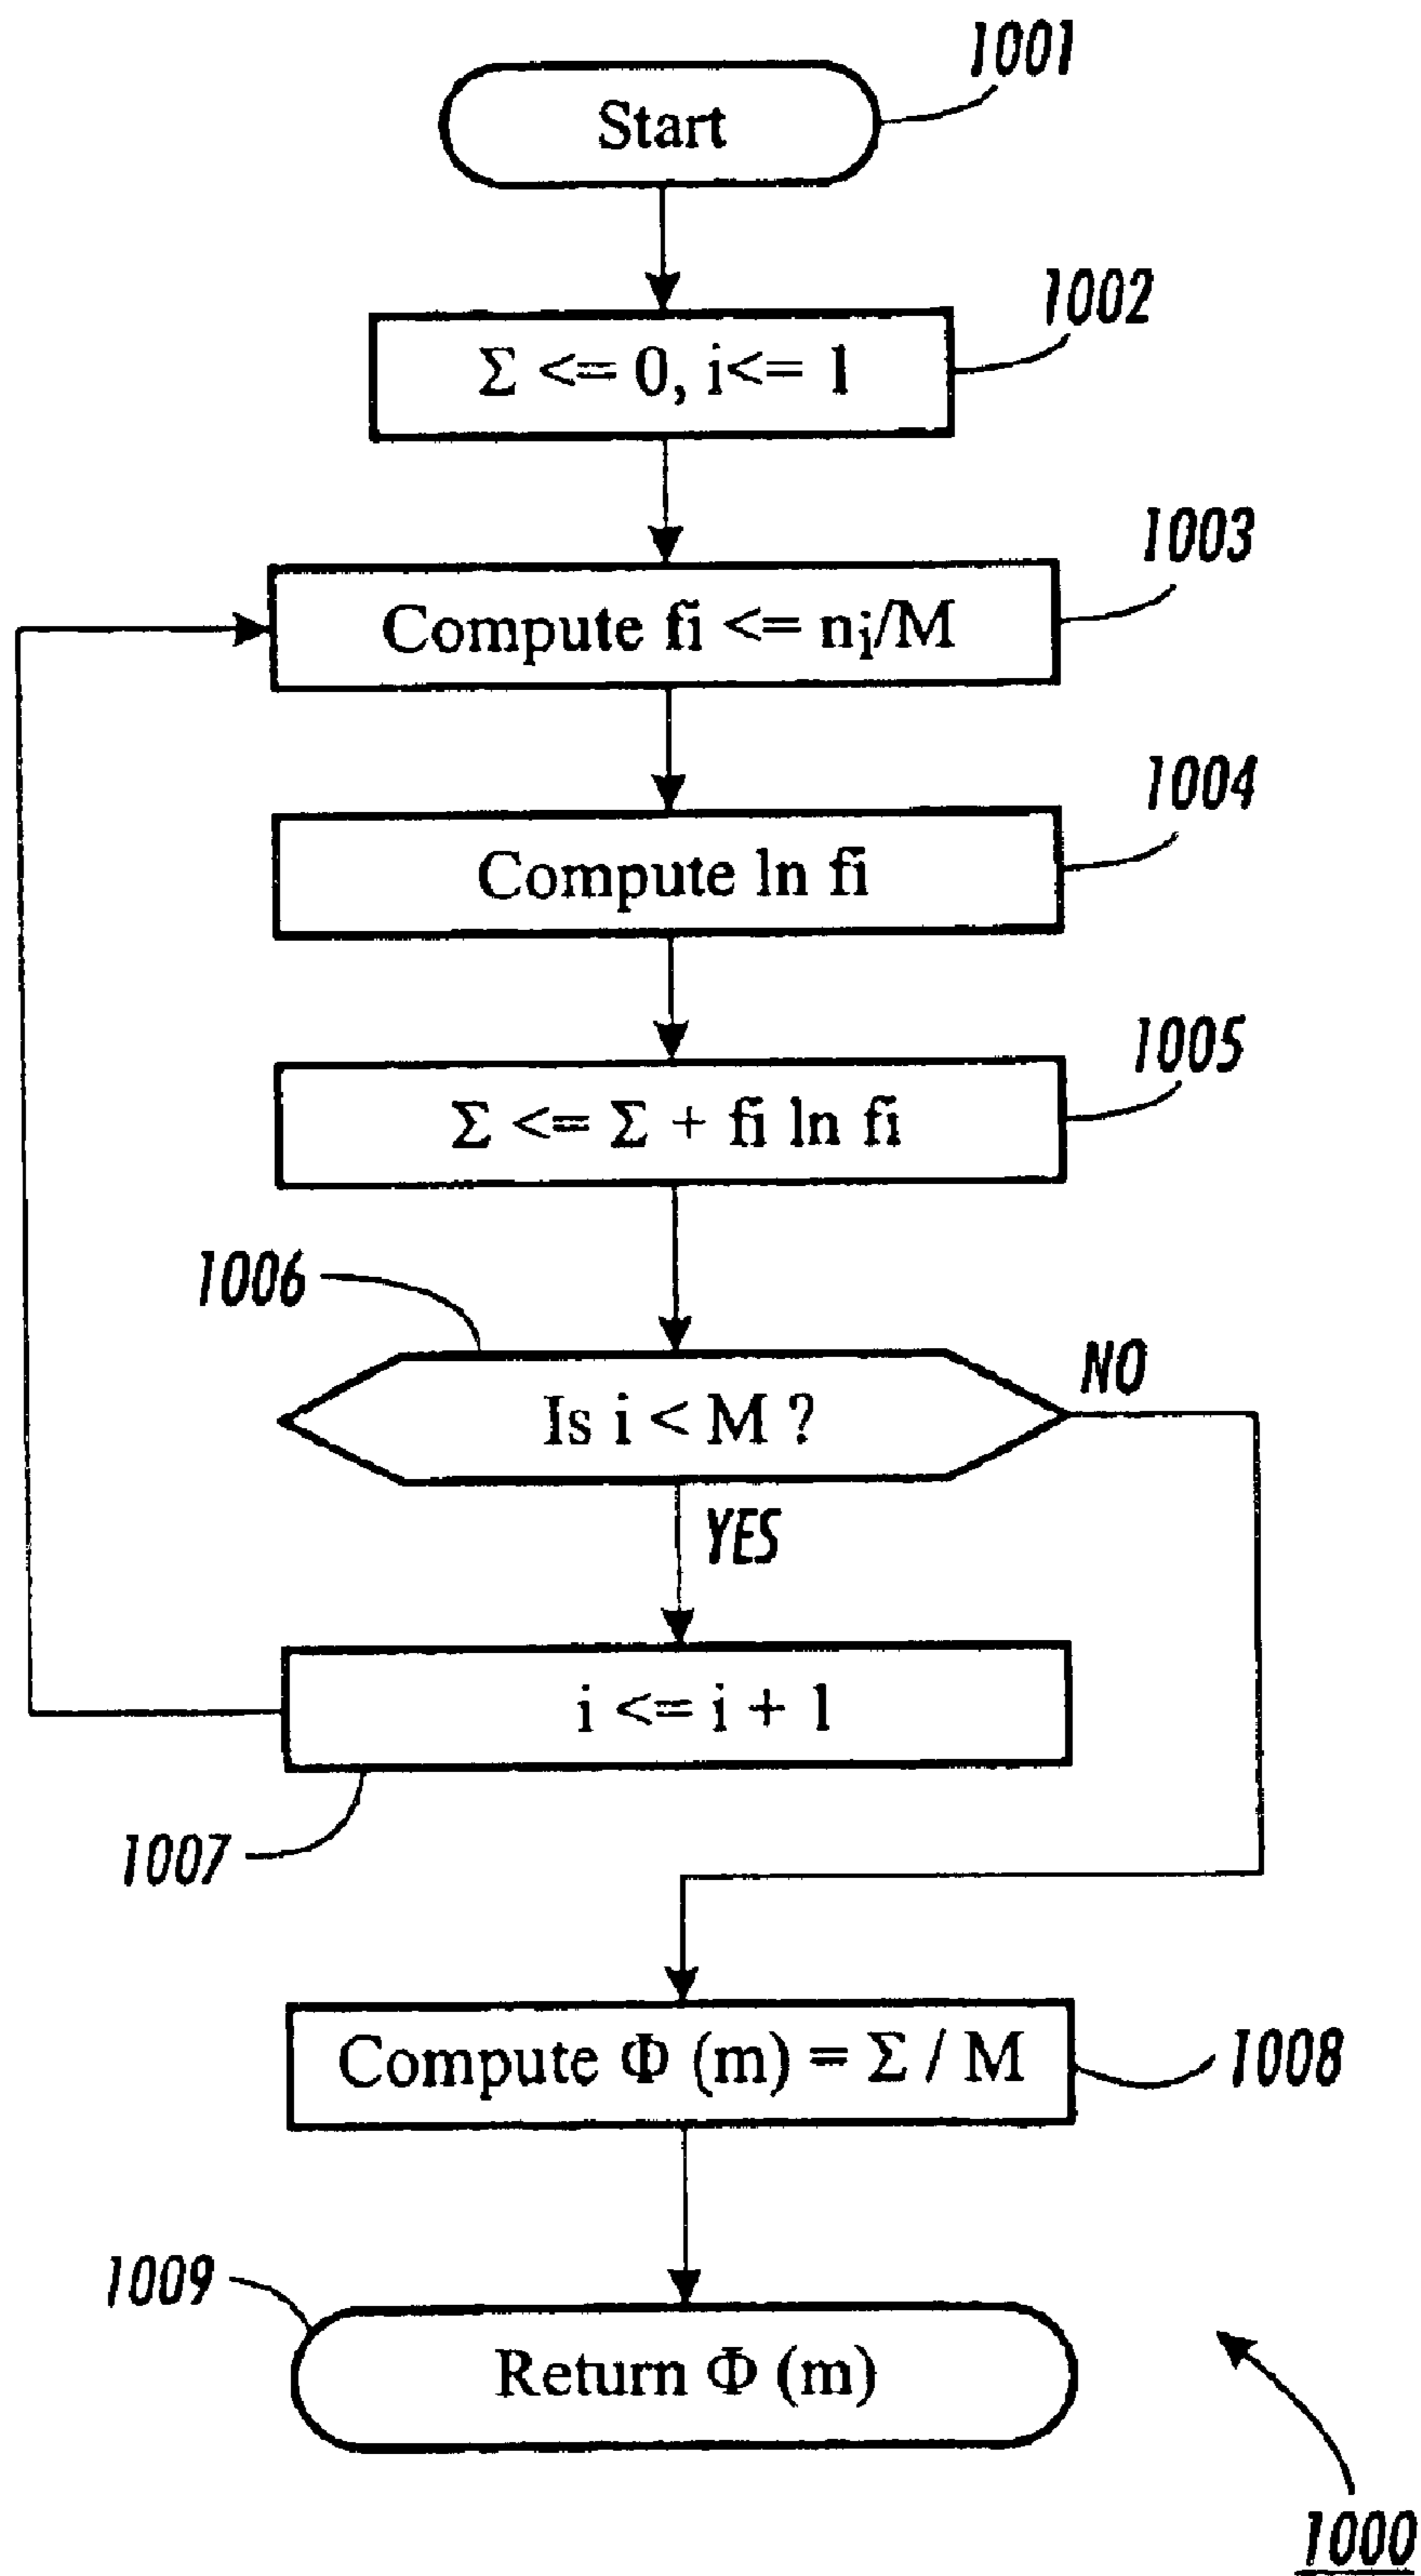 1001
Start
1002
Σ <= 0, i<= 1
1003
Compute fi <= nᵢ/M
1004
Compute ln fi
1005
Σ <= Σ + fi ln fi
1006
Is i < M ?
NO
YES
i <= i + 1
1007
Compute Φ (m) = Σ / M
1008
1009
Return Φ (m)
1000